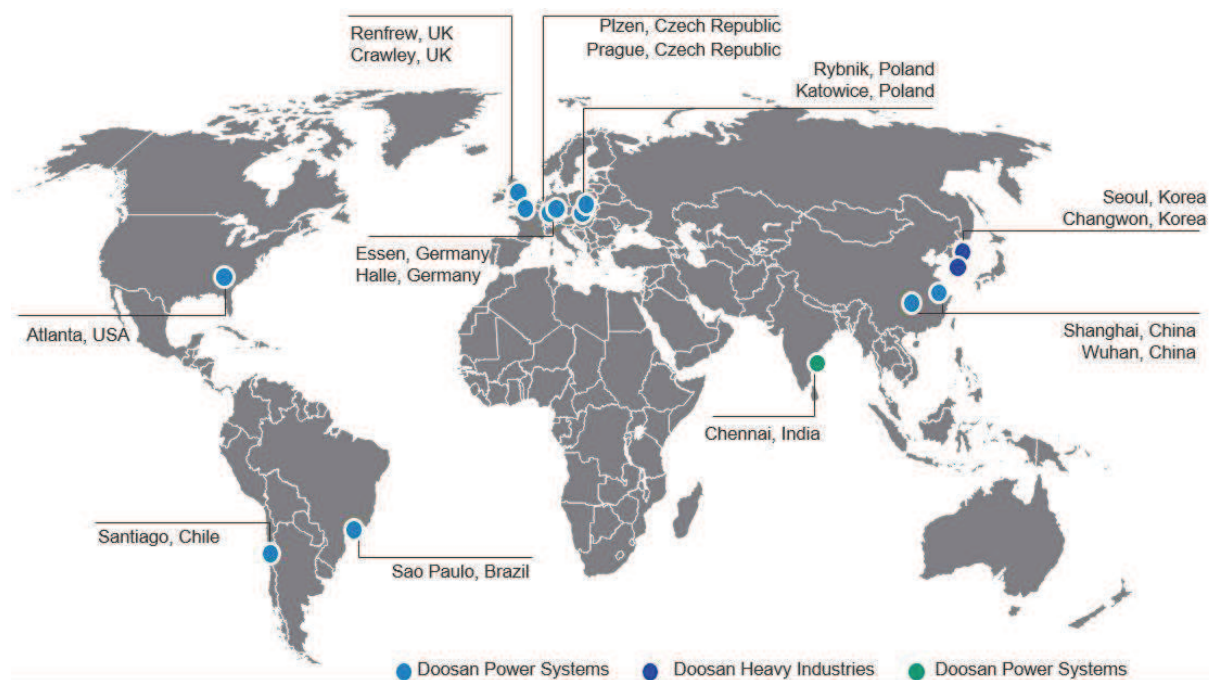 Renfrew, UK
Crawley, UK
Plzen, Czech Republic
Prague, Czech Republic
Rybnik, Poland
Katowice, Poland
Seoul, Korea
Changwon, Korea
Essen, Germany
Halle, Germany
Atlanta, USA
Shanghai, China
Wuhan, China
Chennai, India
Santiago, Chile
Sao Paulo, Brazil
Doosan Power Systems
Doosan Heavy Industries
Doosan Power Systems